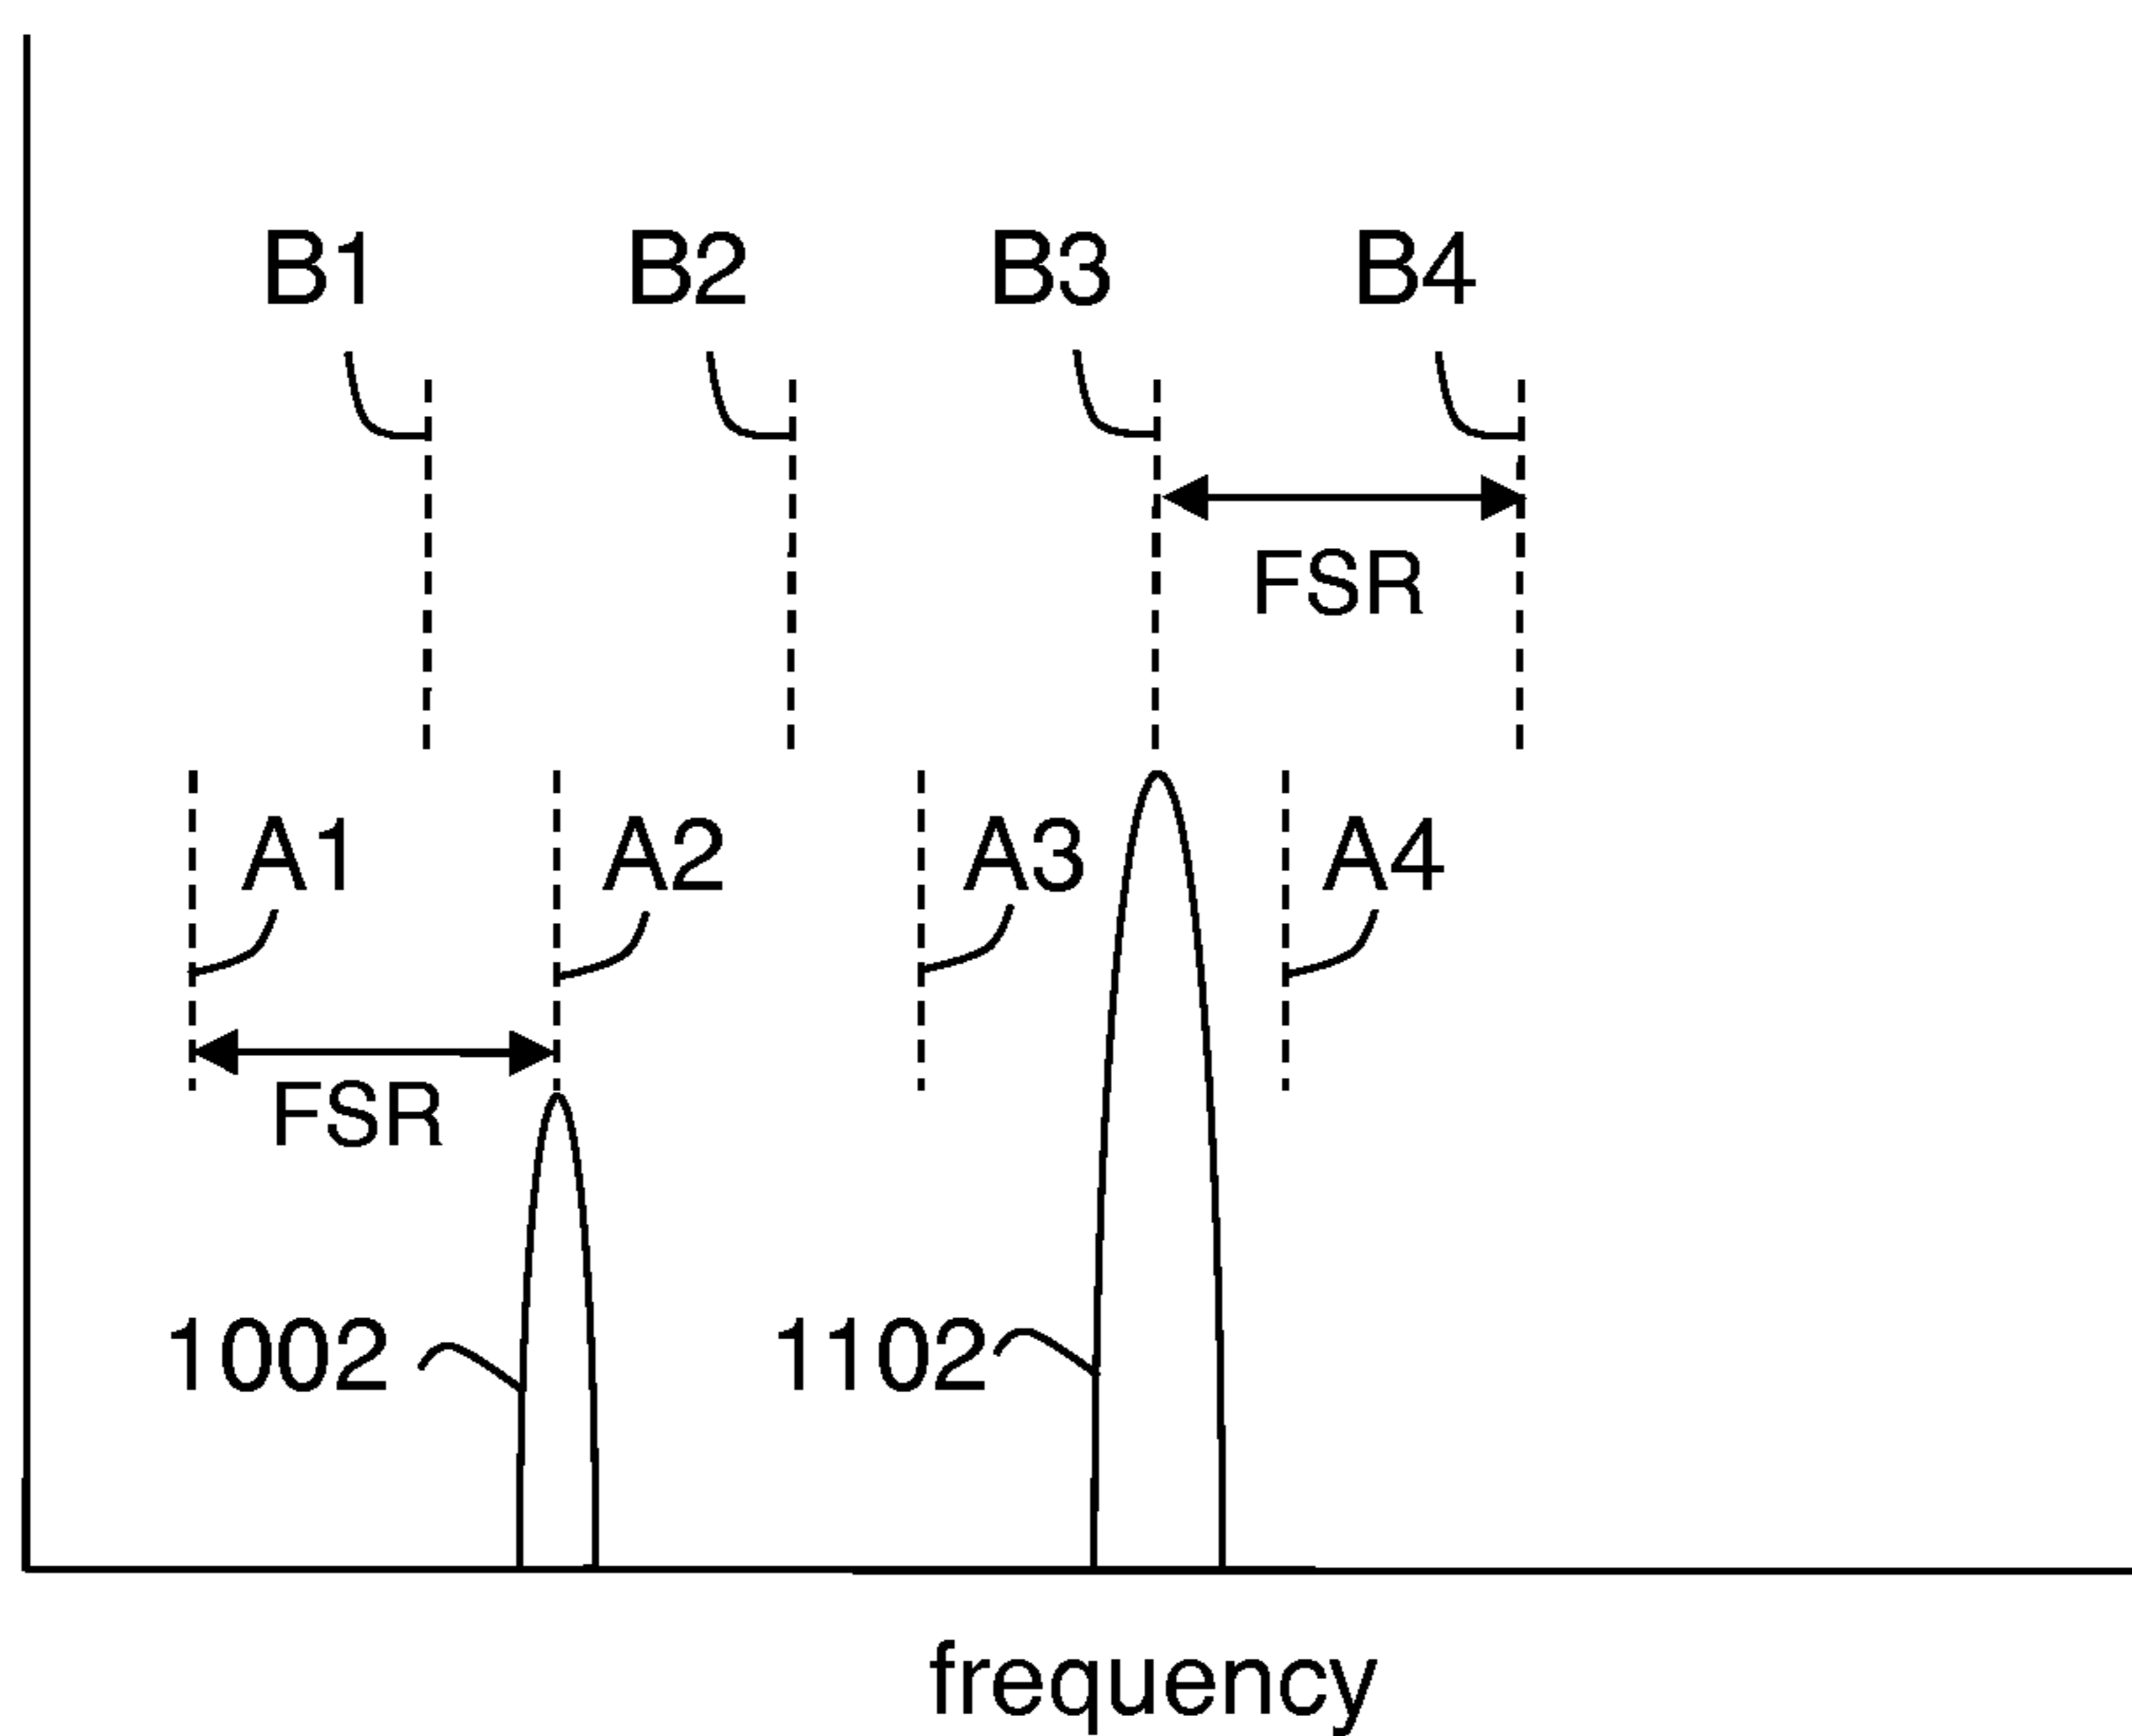 B1 B2 B3 B4
FSR
A1 A2 A3 A4
FSR
1002 1102
frequency